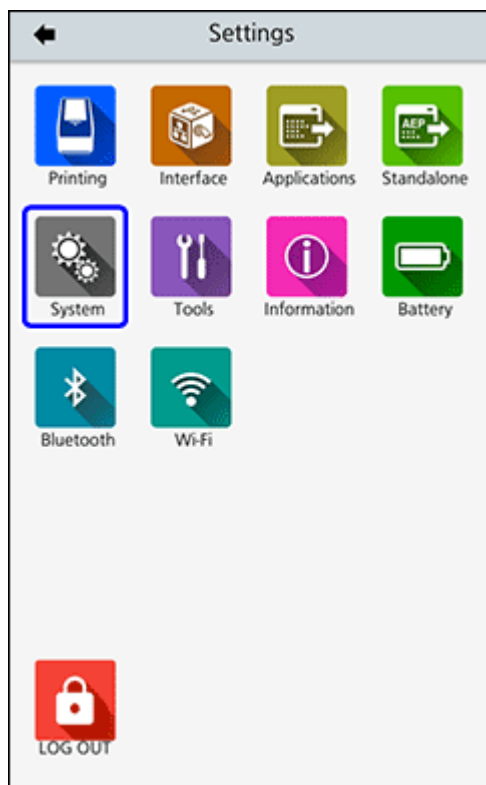 Settings
Printing Interface Applications Standalone
AEP
System Tools Information Battery
Bluetooth Wi-Fi
LOG OUT